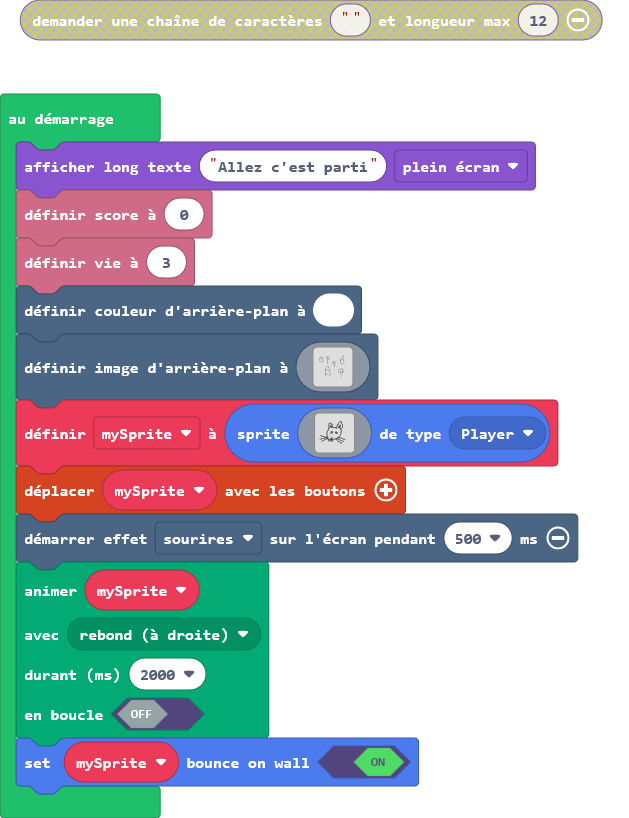 demander une chaîne de caractères " " et longueur max 12
au démarrage
afficher long texte "Allez c'est parti" plein écran
définir score à 0
définir vie à 3
définir couleur d'arrière-plan à
définir image d'arrière-plan à
définir mySprite à sprite de type Player
déplacer mySprite avec les boutons
démarrer effet sourires sur l'écran pendant 500 ms
animer mySprite
avec rebond (à droite)
durant (ms) 2000
en boucle OFF
set mySprite bounce on wall ON